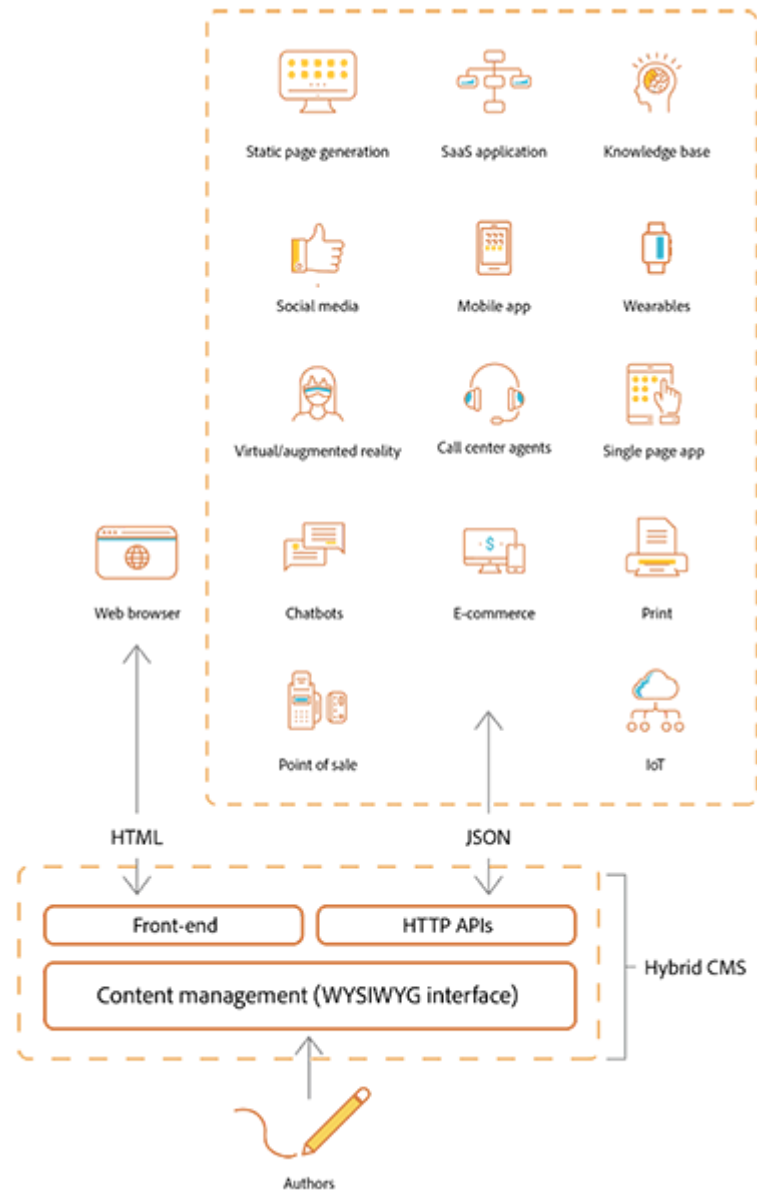 Static page generation
SaaS application
Knowledge base
Social media
Mobile app
Wearables
Virtual/augmented reality
Call center agents
Single page app
$
Web browser
Chatbots
E-commerce
Print
Point of sale
IoT
HTML
JSON
Front-end
HTTP APIs
Hybrid CMS
Content management (WYSIWYG interface)
Authors